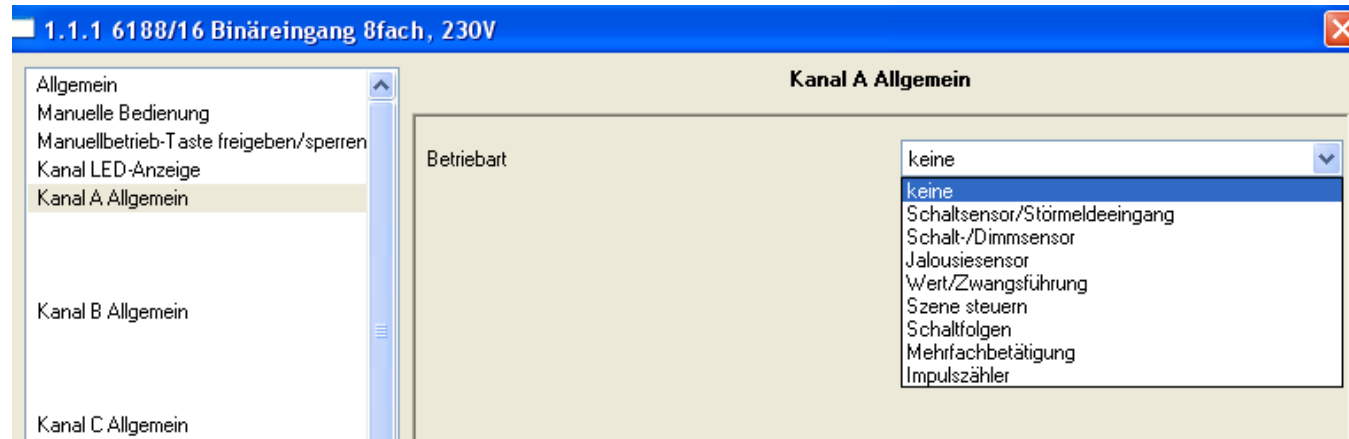 1.1.1 6188/16 Binäreingang 8fach, 230V
Allgemein
Manuelle Bedienung
Manuellbetrieb-Taste freigeben/sperren
Kanal LED-Anzeige
Kanal A Allgemein
Kanal B Allgemein
Kanal C Allgemein
Kanal A Allgemein
Betriebart
keine
keine
Schaltsensor/Störmeldeeingang
Schalt-/Dimmsensor
Jalousiesensor
Wert/Zwangsführung
Szene steuern
Schaltfolgen
Mehrfachbetätigung
Impulszähler